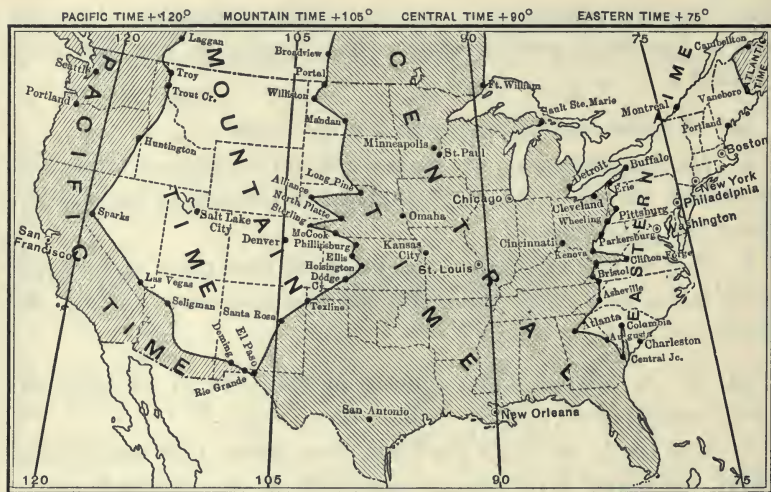 PACIFIC TIME +120° MOUNTAIN TIME +105° CENTRAL TIME +90° EASTERN TIME +75°
120
105
90
75
Laggan
Broadview
Campbellton
Seattle
Troy
Portal
Ft. William
ATLANTIC TIME
Vanceboro
Trout Cr.
Williston
Sault Ste. Marie
Montreal
Portland
Mandan
Portland
Huntington
Minneapolis
St. Paul
Detroit
Buffalo
Boston
Long Pine
Alliance
Erie
New York
North Platte
Chicago
Cleveland
Philadelphia
Sparks
Salt Lake City
Sterling
Omaha
Wheeling
Pittsburg
Washington
McCook
Phillipsburg
Parkersburg
San Francisco
Denver
Ellis
Kansas City
Cincinnati
Kenova
Clifton Forge
Hoisington
St. Louis
Las Vegas
Dodge Cy.
Bristol
Seligman
Texline
Asheville
Santa Rosa
Atlanta
Columbia
Augusta
Charleston
Deming
El Paso
Central Jc.
Rio Grande
San Antonio
New Orleans
PACIFIC TIME
MOUNTAIN TIME
CENTRAL TIME
EASTERN TIME
120
105
90
75